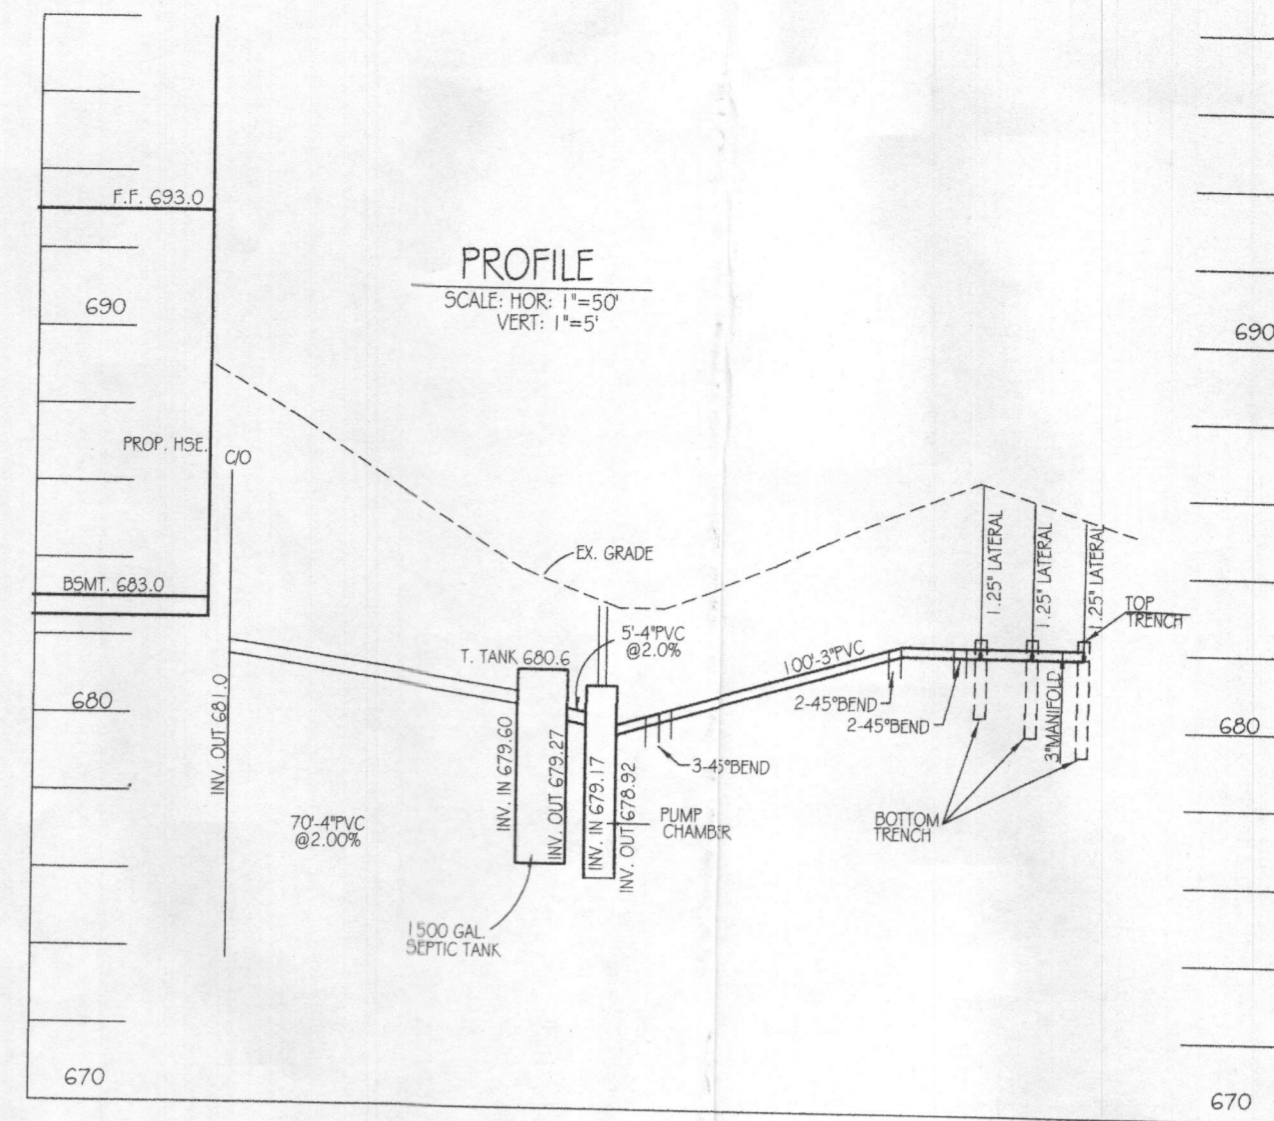 F.F. 693.0
PROFILE
SCALE: HOR: 1"=50'
VERT: 1"=5'
690
690
PROP. HSE.
C/O
EX. GRADE
1.25" LATERAL
1.25" LATERAL
1.25" LATERAL
BSMT. 683.0
TOP
TRENCH
5'-4"PVC
@2.0%
T. TANK 680.6
100'-3"PVC
2-45°BEND
2-45°BEND
3"MANIFOLD
680
680
INV. OUT 681.0
INV. IN 679.60
INV. OUT 679.27
INV. IN 679.17
INV. OUT 678.92
3-45°BEND
PUMP
CHAMBER
BOTTOM
TRENCH
70'-4"PVC
@2.00%
1500 GAL.
SEPTIC TANK
670
670